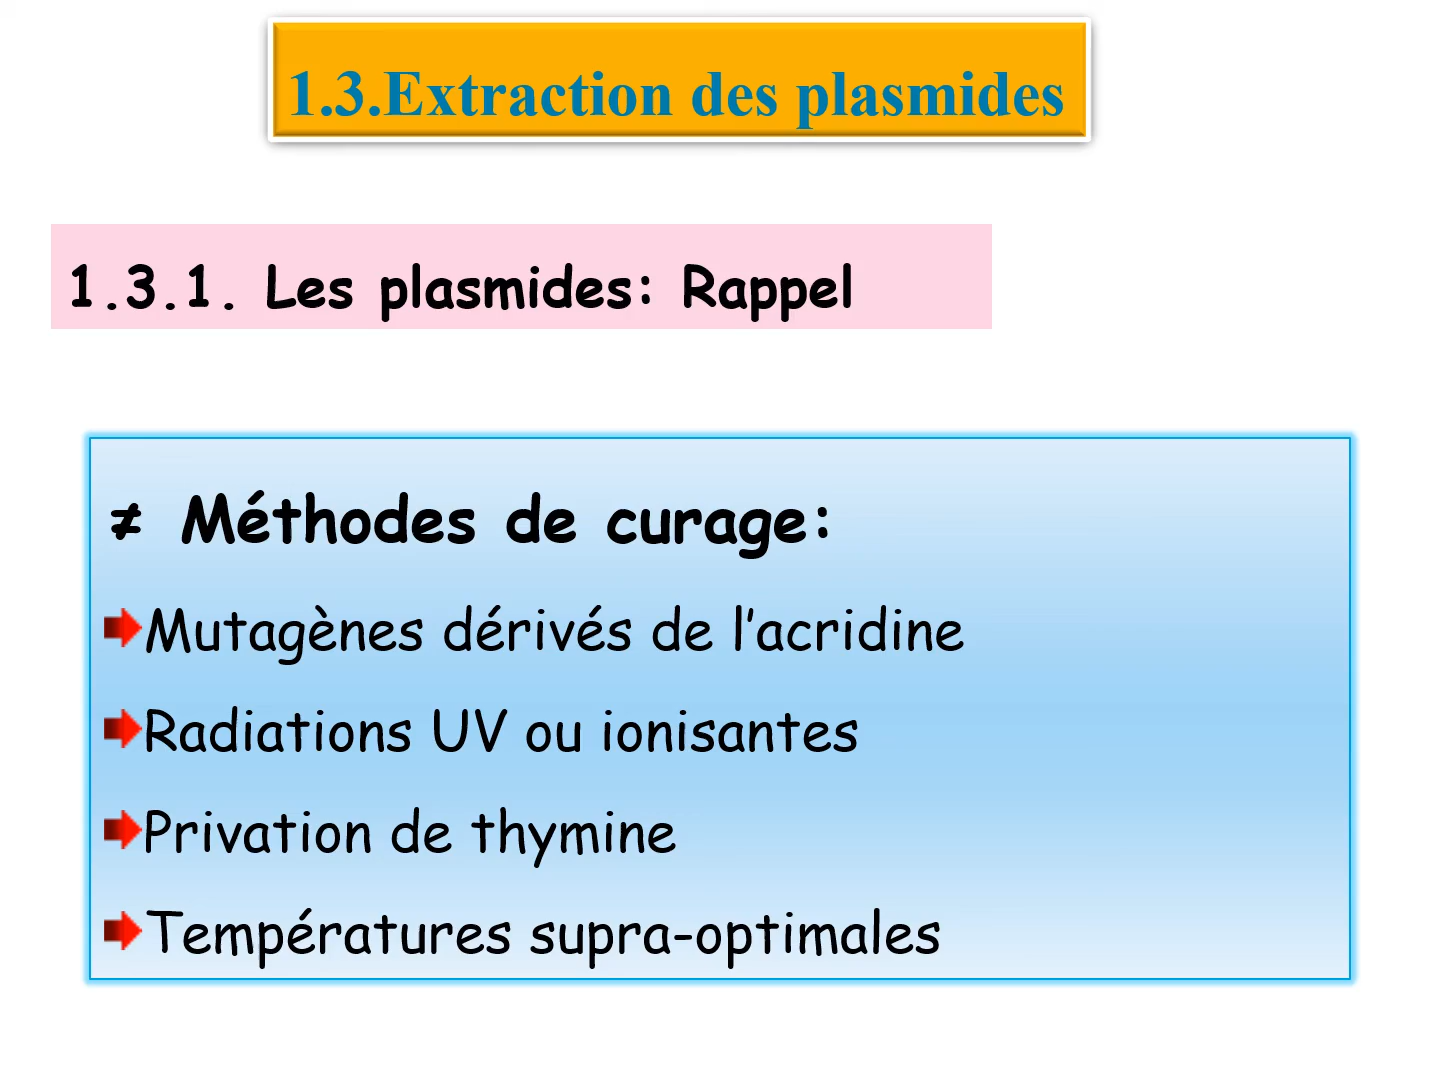 1.3.Extraction des plasmides
1.3.1. Les plasmides: Rappel
≠ Méthodes de curage:
Mutagènes dérivés de l’acridine
Radiations UV ou ionisantes
Privation de thymine
Températures supra-optimales